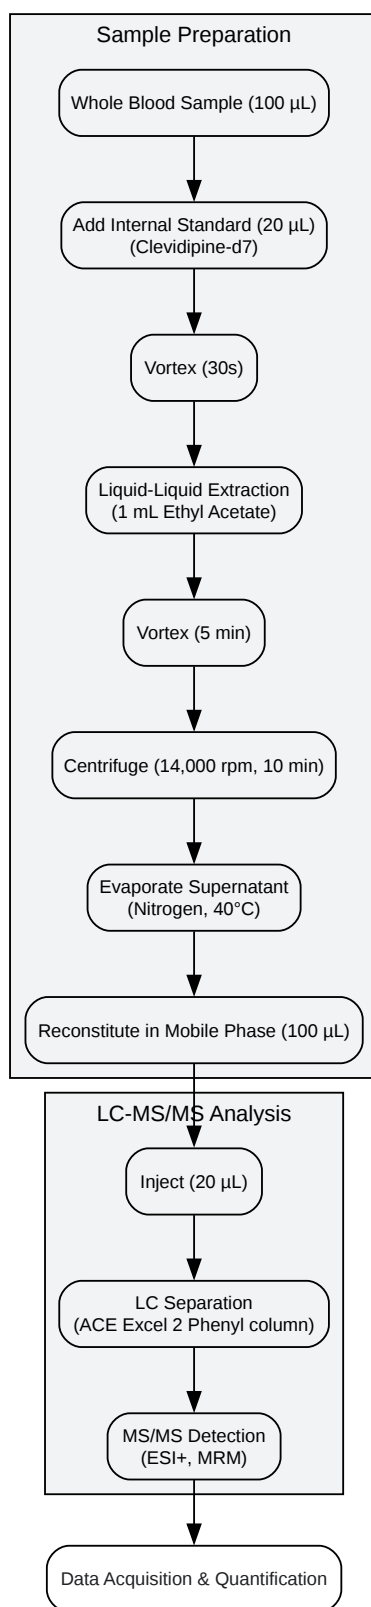 Sample Preparation
Whole Blood Sample (100 µL)
Add Internal Standard (20 µL)
(Clevidipine-d7)
Vortex (30s)
Liquid-Liquid Extraction
(1 mL Ethyl Acetate)
Vortex (5 min)
Centrifuge (14,000 rpm, 10 min)
Evaporate Supernatant
(Nitrogen, 40°C)
Reconstitute in Mobile Phase (100 µL)
LC-MS/MS Analysis
Inject (20 µL)
LC Separation
(ACE Excel 2 Phenyl column)
MS/MS Detection
(ESI+, MRM)
Data Acquisition & Quantification